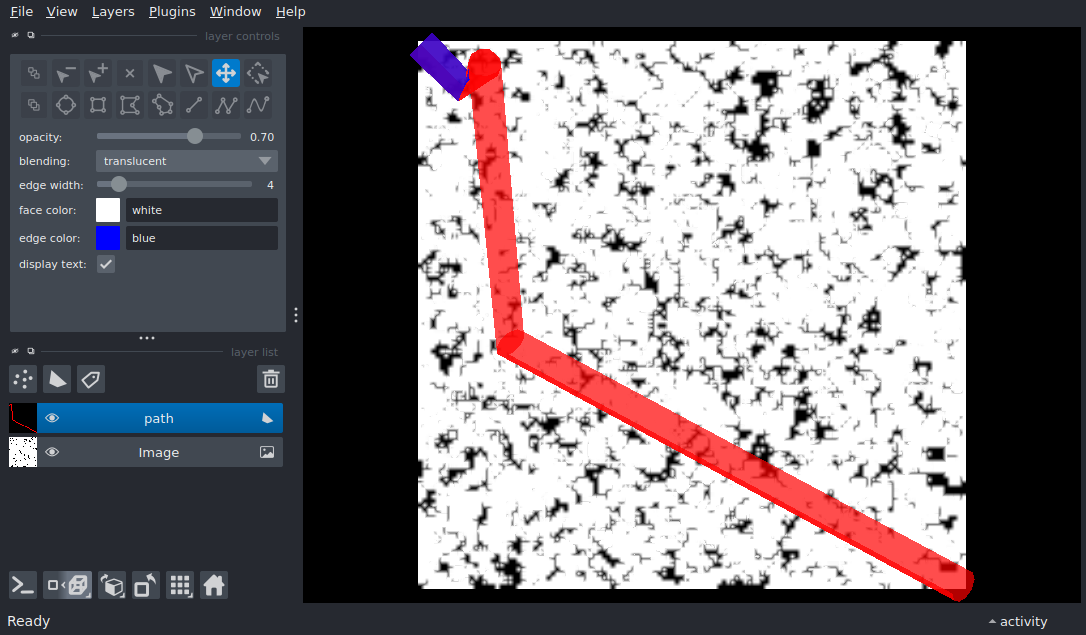 File View Layers Plugins Window Help
layer controls
opacity: 0.70
blending: translucent
edge width: 4
face color: white
edge color: blue
display text:
layer list
path
Image
Ready activity